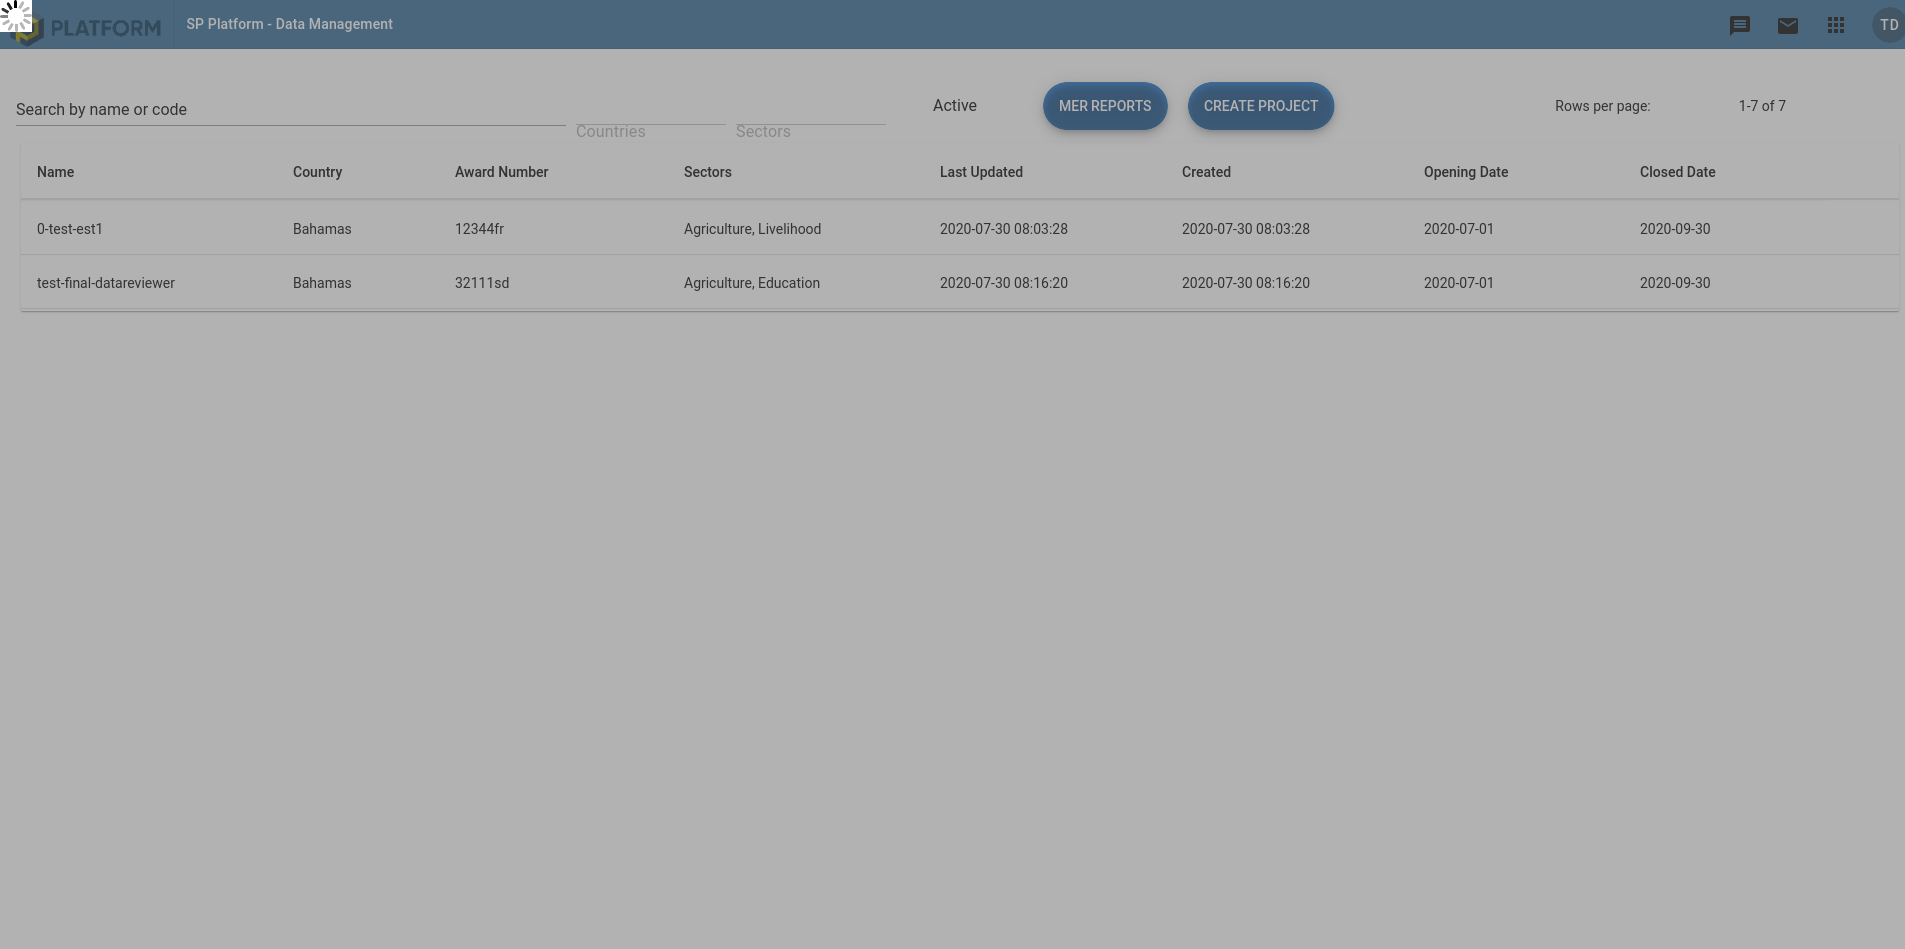 PLATFORM
SP Platform - Data Management
TD
Search by name or code
Countries
Sectors
Active
MER REPORTS
CREATE PROJECT
Rows per page:
1-7 of 7
Name Country Award Number Sectors Last Updated Created Opening Date Closed Date
0-test-est1 Bahamas 12344fr Agriculture, Livelihood 2020-07-30 08:03:28 2020-07-30 08:03:28 2020-07-01 2020-09-30
test-final-datareviewer Bahamas 32111sd Agriculture, Education 2020-07-30 08:16:20 2020-07-30 08:16:20 2020-07-01 2020-09-30